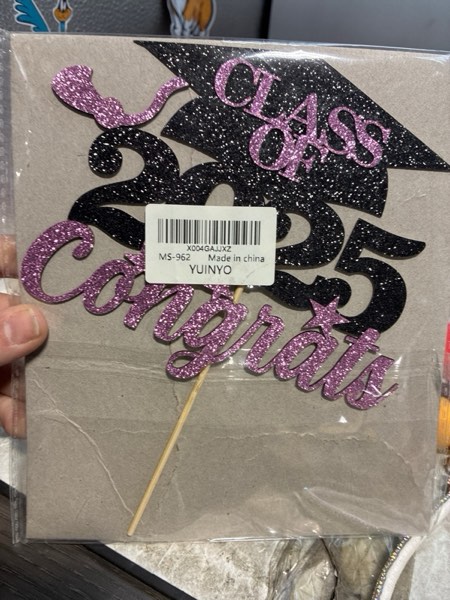 CLASS
OF
2025
X004GAJJXZ
MS-962 Made in china
YUINYO
Congrats